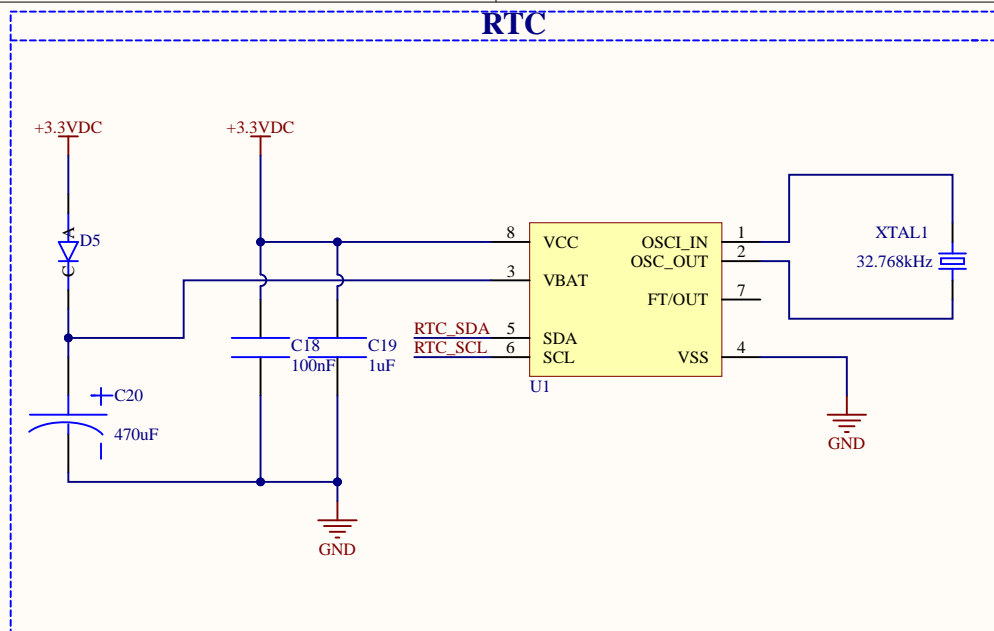 RTC
+3.3VDC
+3.3VDC
A
D5
C
C20
470uF
C18
100nF
C19
1uF
GND
RTC_SDA
RTC_SCL
8
3
5
6
VCC
VBAT
SDA
SCL
OSCI_IN
OSC_OUT
FT/OUT
VSS
1
2
7
4
U1
XTAL1
32.768kHz
GND